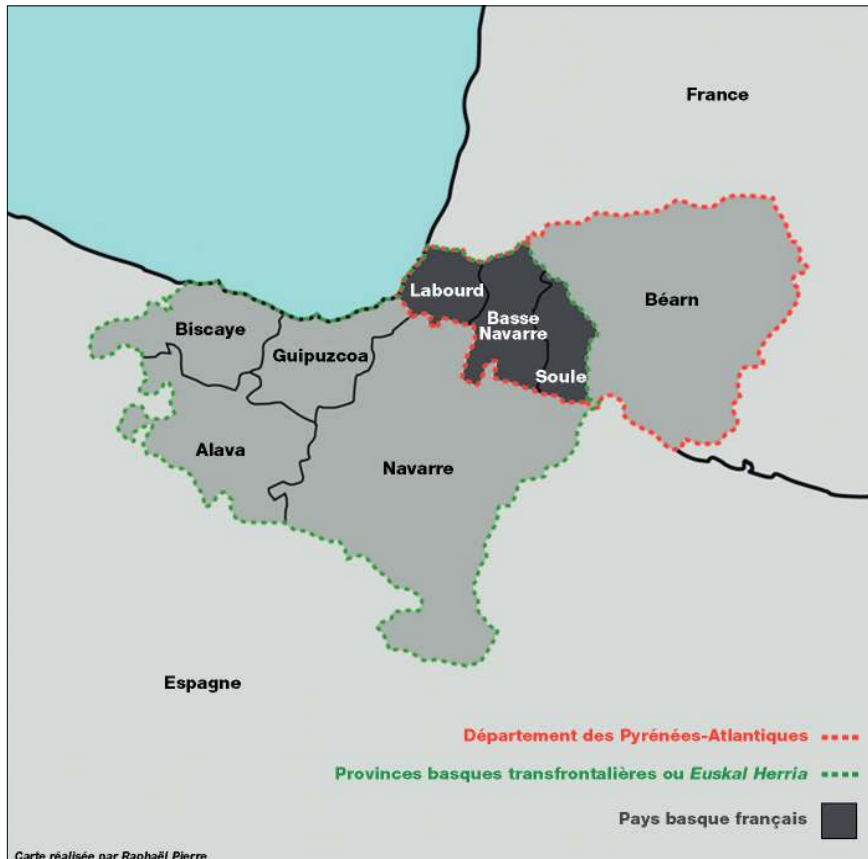 France
Labourd
Béarn
Basse
Navarre
Biscaye
Guipuzcoa
Soule
Alava
Navarre
Espagne
Département des Pyrénées-Atlantiques
Provinces basques transfrontalières ou Euskal Herria
Pays basque français
Carte réalisée par Raphaël Pierre